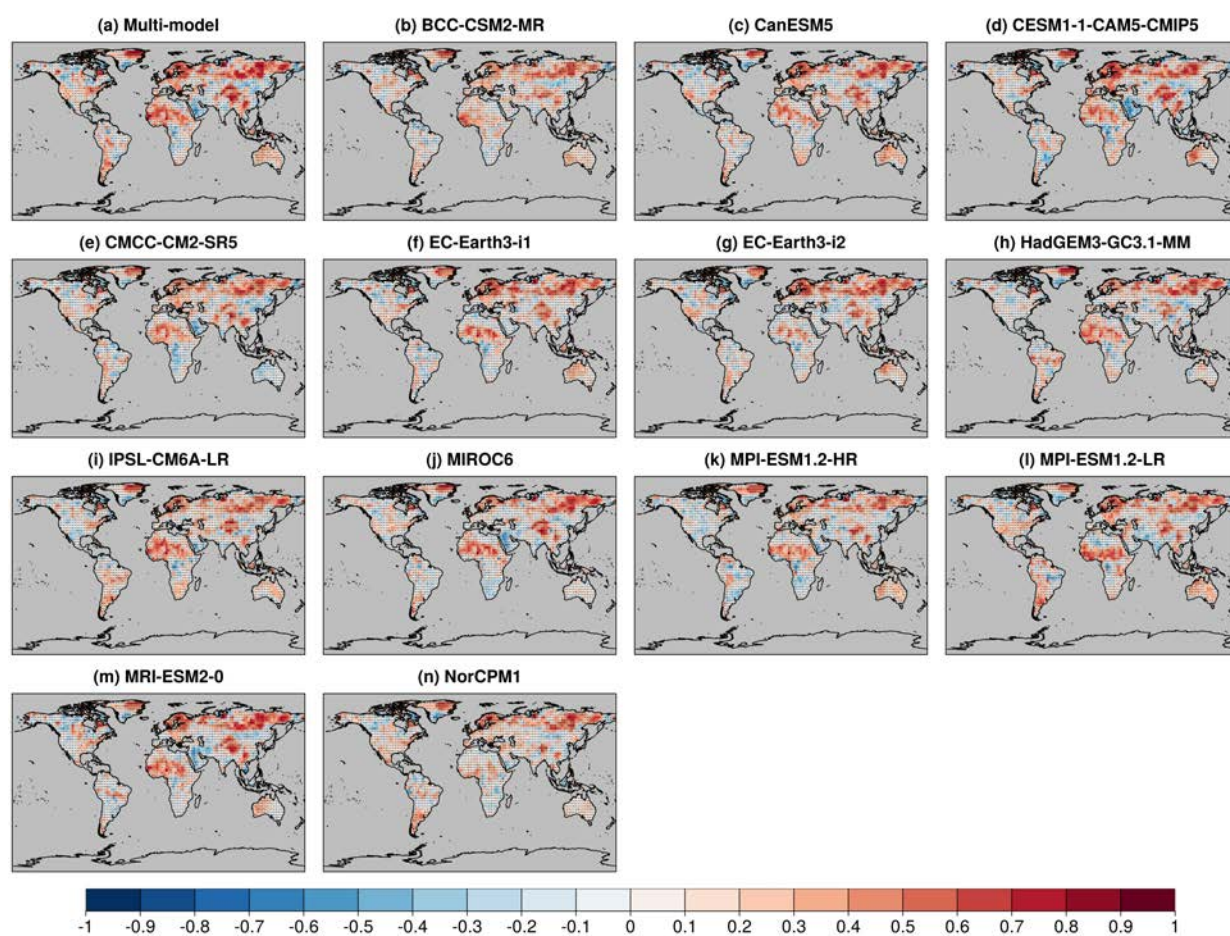 (a) Multi-model
(b) BCC-CSM2-MR
(c) CanESM5
(d) CESM1-1-CAM5-CMIP5
(e) CMCC-CM2-SR5
(f) EC-Earth3-i1
(g) EC-Earth3-i2
(h) HadGEM3-GC3.1-MM
(i) IPSL-CM6A-LR
(j) MIROC6
(k) MPI-ESM1.2-HR
(l) MPI-ESM1.2-LR
(m) MRI-ESM2-0
(n) NorCPM1
-1 -0.9 -0.8 -0.7 -0.6 -0.5 -0.4 -0.3 -0.2 -0.1 0 0.1 0.2 0.3 0.4 0.5 0.6 0.7 0.8 0.9 1